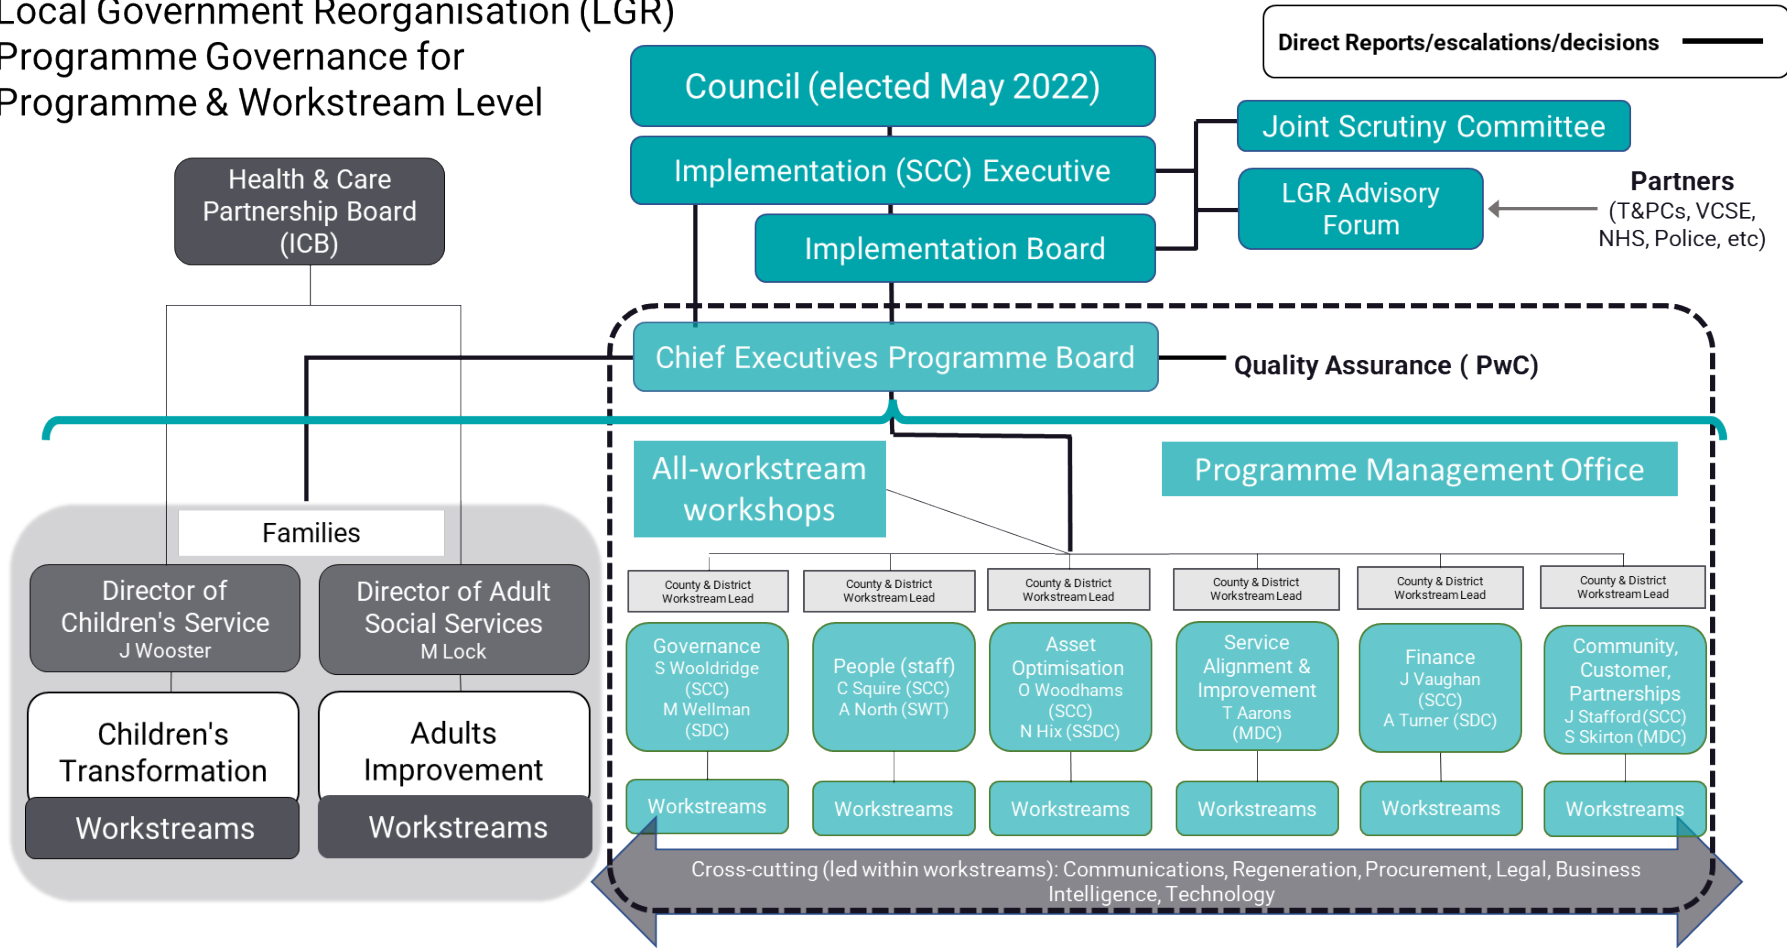 Local Government Reorganisation (LGR)
Programme Governance for
Programme & Workstream Level
Direct Reports/escalations/decisions
Council (elected May 2022)
Joint Scrutiny Committee
Implementation (SCC) Executive
Health & Care
Partnership Board
(ICB)
LGR Advisory
Forum
Partners
(T&PCs, VCSE,
NHS, Police, etc)
Implementation Board
Chief Executives Programme Board
Quality Assurance ( PwC)
All-workstream
workshops
Programme Management Office
Families
Director of
Children's Service
J Wooster
Director of Adult
Social Services
M Lock
Children's
Transformation
Workstreams
Adults
Improvement
Workstreams
County & District
Workstream Lead
County & District
Workstream Lead
County & District
Workstream Lead
County & District
Workstream Lead
County & District
Workstream Lead
County & District
Workstream Lead
Governance
S Wooldridge
(SCC)
M Wellman
(SDC)
People (staff)
C Squire (SCC)
A North (SWT)
Asset
Optimisation
O Woodhams
(SCC)
N Hix (SSDC)
Service
Alignment &
Improvement
T Aarons
(MDC)
Finance
J Vaughan
(SCC)
A Turner (SDC)
Community,
Customer,
Partnerships
J Stafford (SCC)
S Skirton (MDC)
Workstreams
Workstreams
Workstreams
Workstreams
Workstreams
Workstreams
Cross-cutting (led within workstreams): Communications, Regeneration, Procurement, Legal, Business
Intelligence, Technology